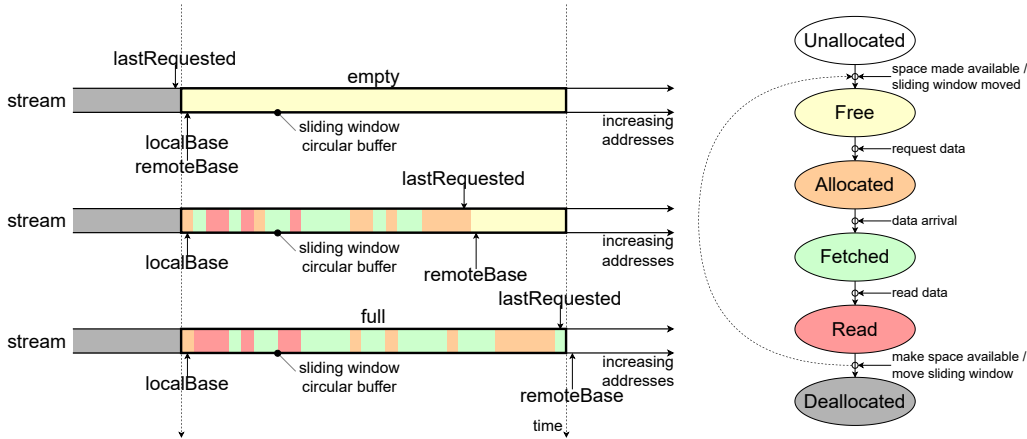 lastRequested
empty
stream
localBase
remoteBase
sliding window
circular buffer
increasing
addresses
lastRequested
stream
localBase
sliding window
circular buffer
remoteBase
increasing
addresses
lastRequested
full
stream
localBase
sliding window
circular buffer
increasing
addresses
remoteBase
time
Unallocated
space made available /
sliding window moved
Free
request data
Allocated
data arrival
Fetched
read data
Read
make space available /
move sliding window
Deallocated